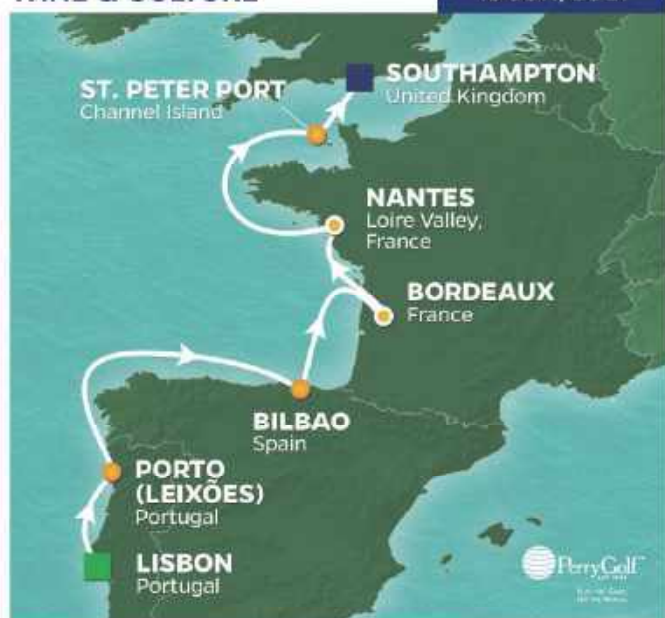 ST. PETER PORT
Channel Island
SOUTHAMPTON
United Kingdom
NANTES
Loire Valley,
France
BORDEAUX
France
BILBAO
Spain
PORTO
(LEIXÕES)
Portugal
LISBON
Portugal
PerryGolf